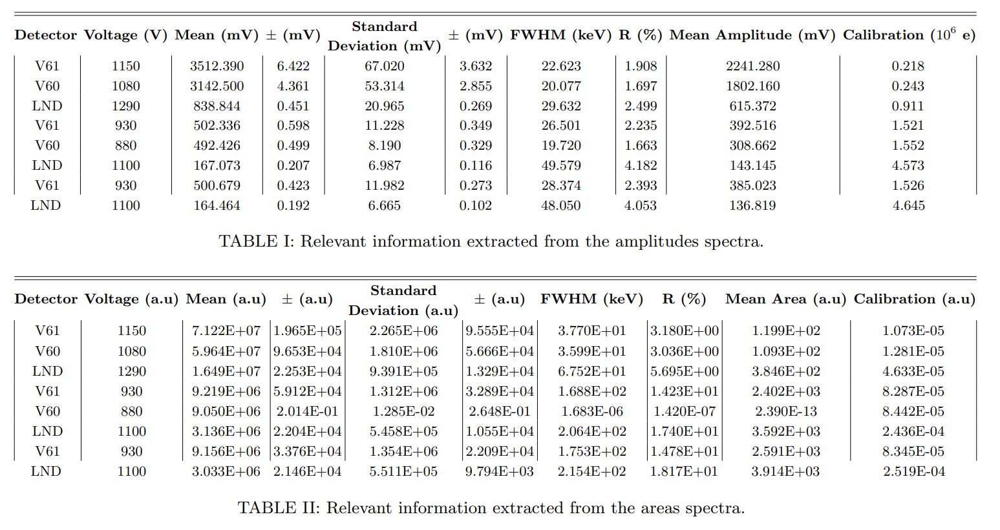 Detector Voltage (V) Mean (mV) ± (mV) Standard Deviation (mV) ± (mV) FWHM (keV) R (%) Mean Amplitude (mV) Calibration (10⁶ e)
V61 1150 3512.390 6.422 67.020 3.632 22.623 1.908 2241.280 0.218
V60 1080 3142.500 4.361 53.314 2.855 20.077 1.697 1802.160 0.243
LND 1290 838.844 0.451 20.965 0.269 29.632 2.499 615.372 0.911
V61 930 502.336 0.598 11.228 0.349 26.501 2.235 392.516 1.521
V60 880 492.426 0.499 8.190 0.329 19.720 1.663 308.662 1.552
LND 1100 167.073 0.207 6.987 0.116 49.579 4.182 143.145 4.573
V61 930 500.679 0.423 11.982 0.273 28.374 2.393 385.023 1.526
LND 1100 164.464 0.192 6.665 0.102 48.050 4.053 136.819 4.645
TABLE I: Relevant information extracted from the amplitudes spectra.
Detector Voltage (a.u) Mean (a.u) ± (a.u) Standard Deviation (a.u) ± (a.u) FWHM (keV) R (%) Mean Area (a.u) Calibration (a.u)
V61 1150 7.122E+07 1.965E+05 2.265E+06 9.555E+04 3.770E+01 3.180E+00 1.199E+02 1.073E-05
V60 1080 5.964E+07 9.653E+04 1.810E+06 5.666E+04 3.599E+01 3.036E+00 1.093E+02 1.281E-05
LND 1290 1.649E+07 2.253E+04 9.391E+05 1.329E+04 6.752E+01 5.695E+00 3.846E+02 4.633E-05
V61 930 9.219E+06 5.912E+04 1.312E+06 3.289E+04 1.688E+02 1.423E+01 2.402E+03 8.287E-05
V60 880 9.050E+06 2.014E-01 1.285E-02 2.648E-01 1.683E-06 1.420E-07 2.390E-13 8.442E-05
LND 1100 3.136E+06 2.204E+04 5.458E+05 1.055E+04 2.064E+02 1.740E+01 3.592E+03 2.436E-04
V61 930 9.156E+06 3.376E+04 1.354E+06 2.209E+04 1.753E+02 1.478E+01 2.591E+03 8.345E-05
LND 1100 3.033E+06 2.146E+04 5.511E+05 9.794E+03 2.154E+02 1.817E+01 3.914E+03 2.519E-04
TABLE II: Relevant information extracted from the areas spectra.